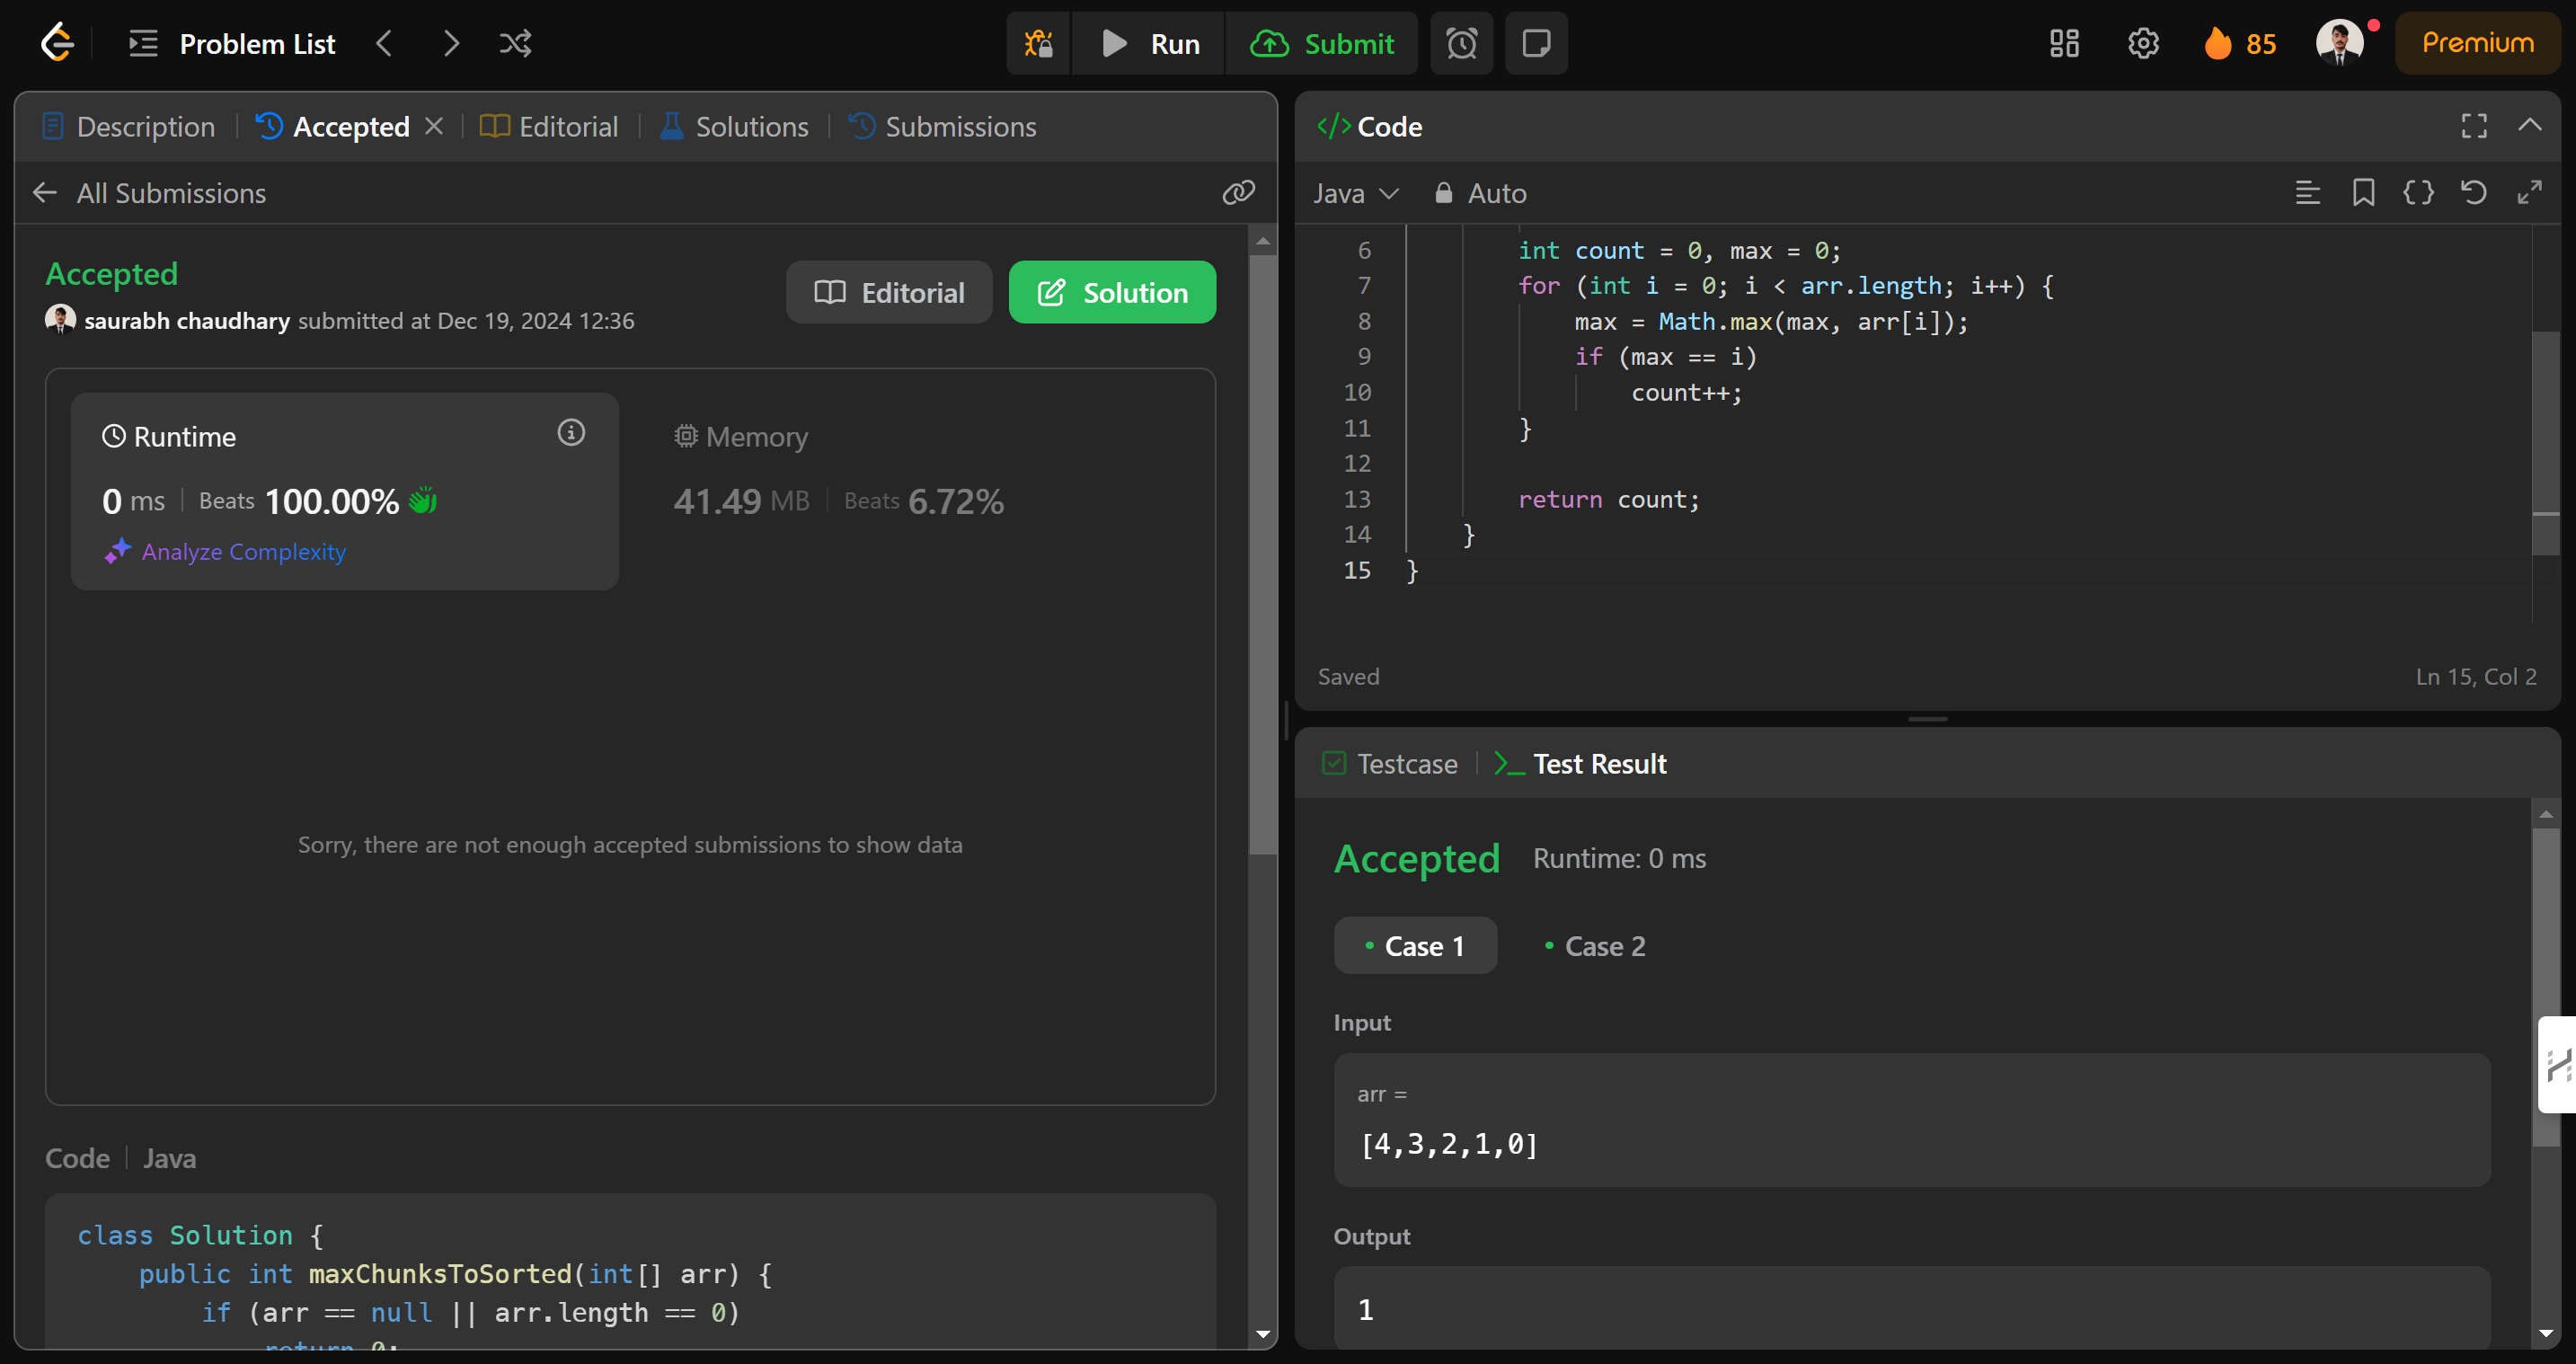 Problem List
Run
Submit
85
Premium
Description
Accepted
Editorial
Solutions
Submissions
All Submissions
Accepted
saurabh chaudhary submitted at Dec 19, 2024 12:36
Editorial
Solution
Runtime
0 ms
Beats 100.00%
Analyze Complexity
Memory
41.49 MB
Beats 6.72%
Sorry, there are not enough accepted submissions to show data
Code
Java
class Solution {
public int maxChunksToSorted(int[] arr) {
if (arr == null || arr.length == 0)
return 0;
</> Code
Java
Auto
6 int count = 0, max = 0;
7 for (int i = 0; i < arr.length; i++) {
8 max = Math.max(max, arr[i]);
9 if (max == i)
10 count++;
11 }
12
13 return count;
14 }
15 }
Saved
Ln 15, Col 2
Testcase
Test Result
Accepted
Runtime: 0 ms
Case 1
Case 2
Input
arr =
[4,3,2,1,0]
Output
1